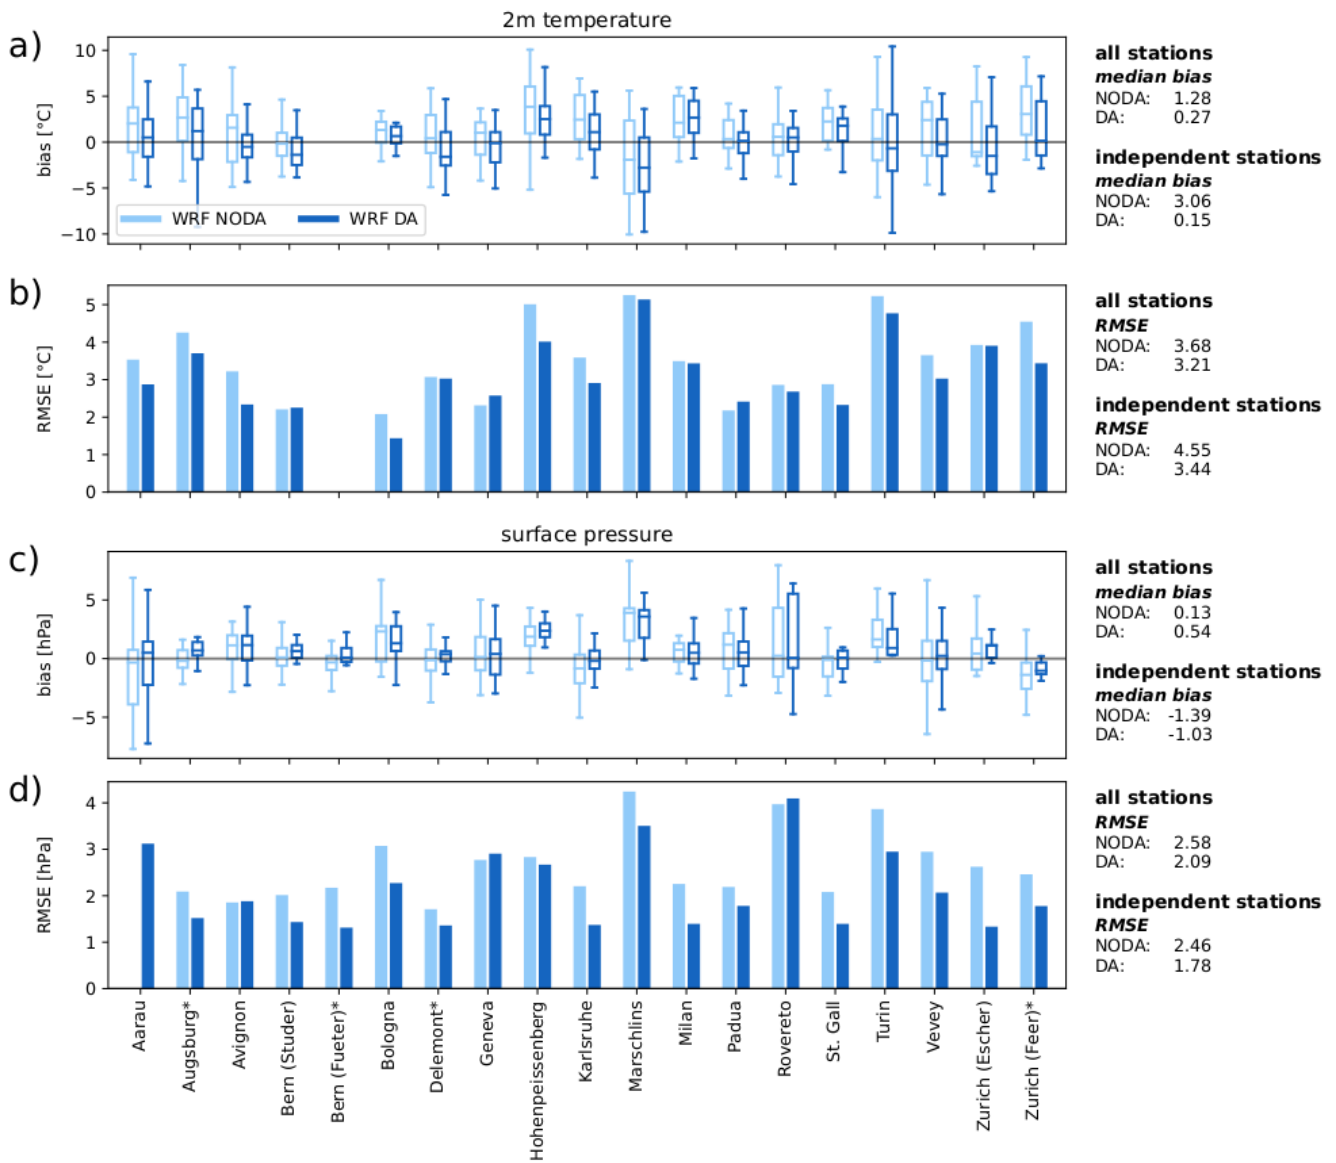 2m temperature
a)
10
5
0
−5
−10
bias [°C]
WRF NODA
WRF DA
all stations
median bias
NODA: 1.28
DA: 0.27
independent stations
median bias
NODA: 3.06
DA: 0.15
b)
5
4
3
2
1
0
RMSE [°C]
all stations
RMSE
NODA: 3.68
DA: 3.21
independent stations
RMSE
NODA: 4.55
DA: 3.44
surface pressure
c)
5
0
−5
bias [hPa]
all stations
median bias
NODA: 0.13
DA: 0.54
independent stations
median bias
NODA: -1.39
DA: -1.03
d)
4
3
2
1
0
RMSE [hPa]
all stations
RMSE
NODA: 2.58
DA: 2.09
independent stations
RMSE
NODA: 2.46
DA: 1.78
Aarau
Augsburg*
Avignon
Bern (Studer)
Bern (Fueter)*
Bologna
Delemont*
Geneva
Hohenpeissenberg
Karlsruhe
Marschlins
Milan
Padua
Rovereto
St. Gall
Turin
Vevey
Zurich (Escher)
Zurich (Feer)*